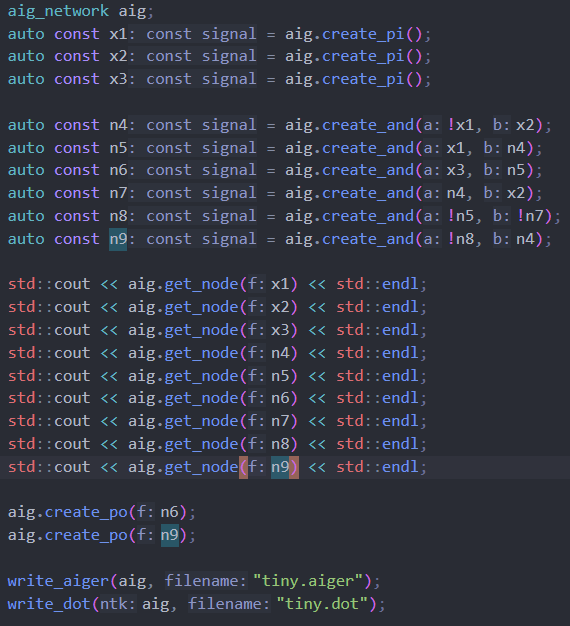 aig_network aig;
auto const x1: const signal = aig.create_pi();
auto const x2: const signal = aig.create_pi();
auto const x3: const signal = aig.create_pi();
auto const n4: const signal = aig.create_and(a: !x1, b: x2);
auto const n5: const signal = aig.create_and(a: x1, b: n4);
auto const n6: const signal = aig.create_and(a: x3, b: n5);
auto const n7: const signal = aig.create_and(a: n4, b: x2);
auto const n8: const signal = aig.create_and(a: !n5, b: !n7);
auto const n9: const signal = aig.create_and(a: !n8, b: n4);
std::cout << aig.get_node(f: x1) << std::endl;
std::cout << aig.get_node(f: x2) << std::endl;
std::cout << aig.get_node(f: x3) << std::endl;
std::cout << aig.get_node(f: n4) << std::endl;
std::cout << aig.get_node(f: n5) << std::endl;
std::cout << aig.get_node(f: n6) << std::endl;
std::cout << aig.get_node(f: n7) << std::endl;
std::cout << aig.get_node(f: n8) << std::endl;
std::cout << aig.get_node(f: n9) << std::endl;
aig.create_po(f: n6);
aig.create_po(f: n9);
write_aiger(aig, filename: "tiny.aiger");
write_dot(ntk: aig, filename: "tiny.dot");